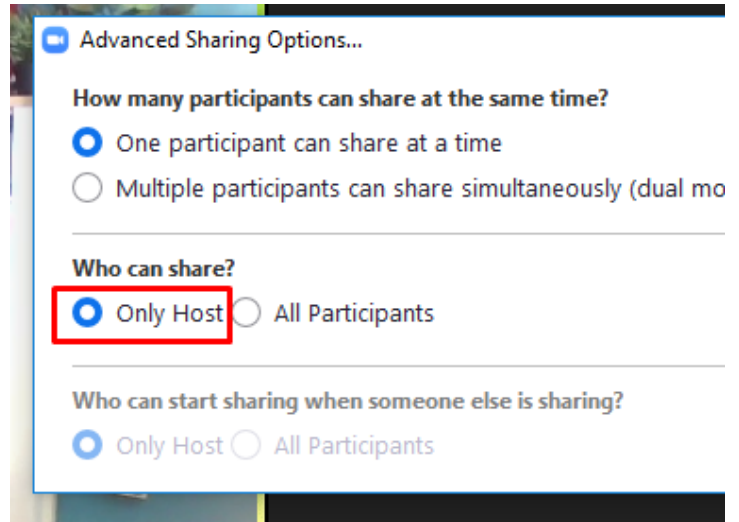 Advanced Sharing Options...
How many participants can share at the same time?
One participant can share at a time
Multiple participants can share simultaneously (dual mo
Who can share?
Only Host All Participants
Who can start sharing when someone else is sharing?
Only Host All Participants